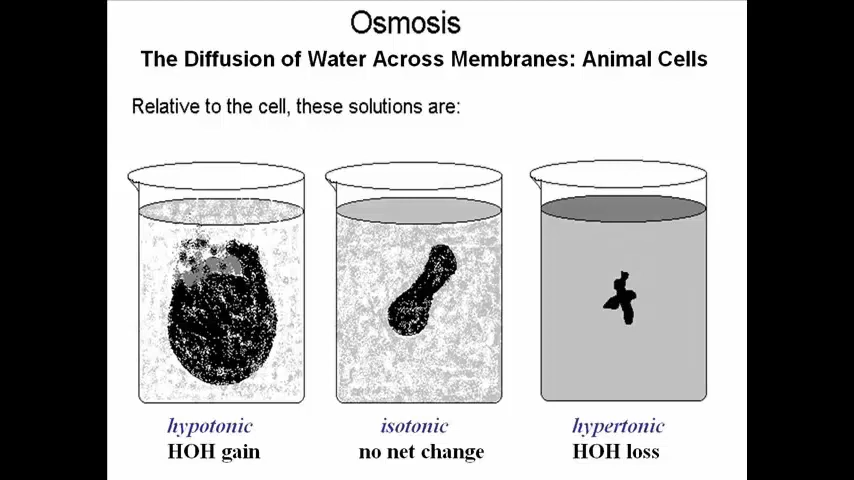 Osmosis
The Diffusion of Water Across Membranes: Animal Cells
Relative to the cell, these solutions are:
hypotonic
HOH gain
isotonic
no net change
hypertonic
HOH loss